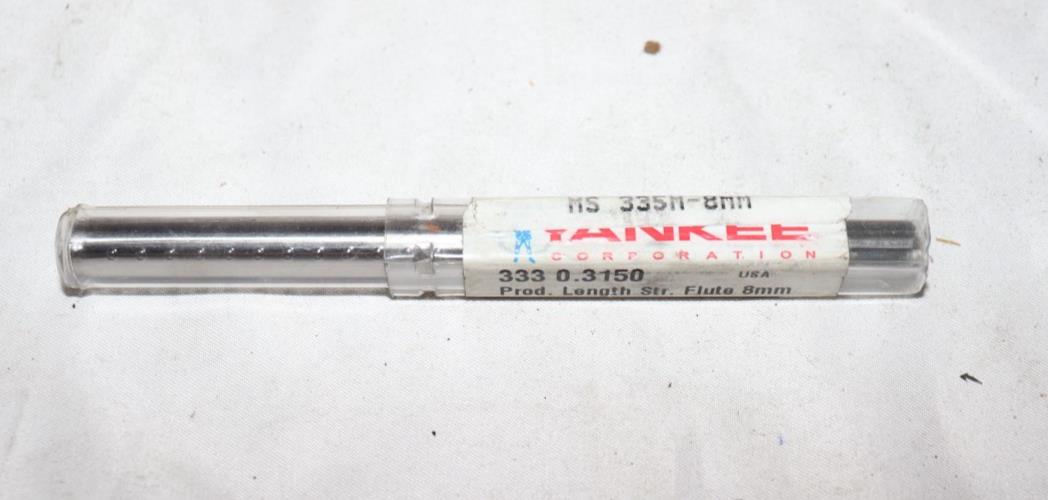 MS 335M-8MM
YANKEE
CORPORATION
333 0.3150 USA
Prod. Length Str. Flute 8mm